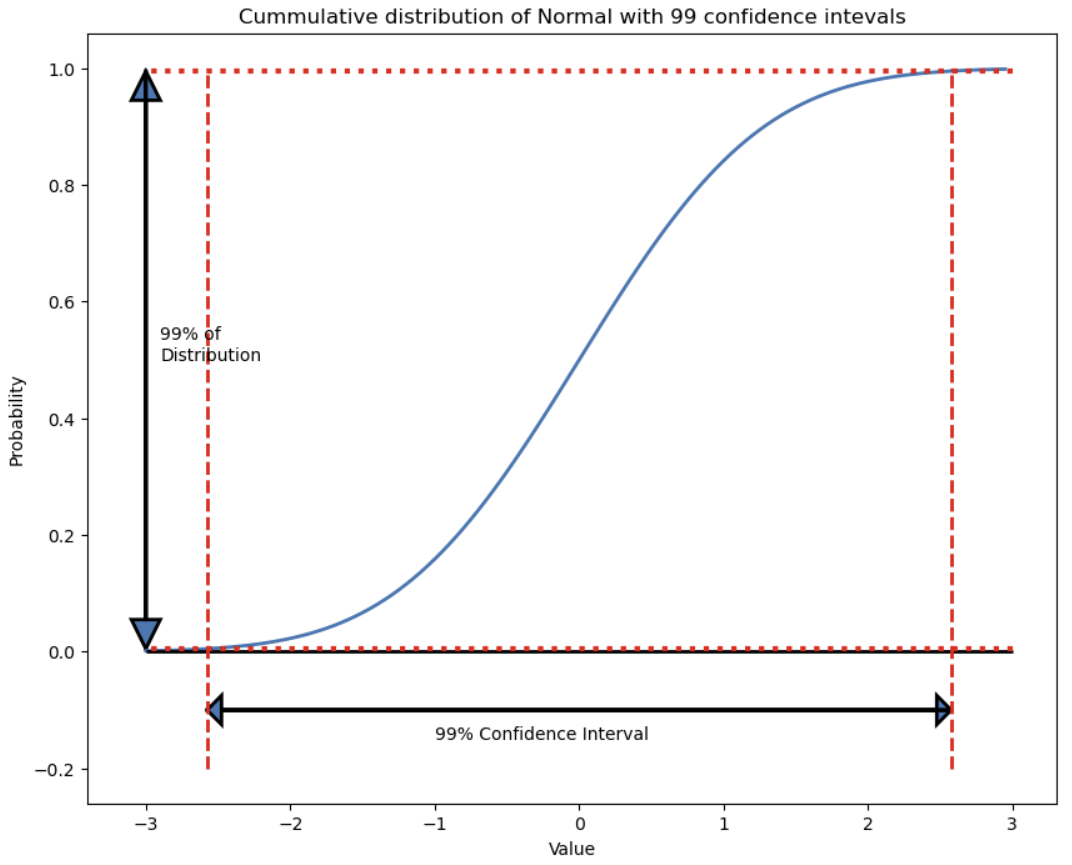 Cummulative distribution of Normal with 99 confidence intevals
1.0
0.8
0.6
99% of
Distribution
0.4
0.2
0.0
−0.2
Probability
99% Confidence Interval
−3
−2
−1
0
1
2
3
Value